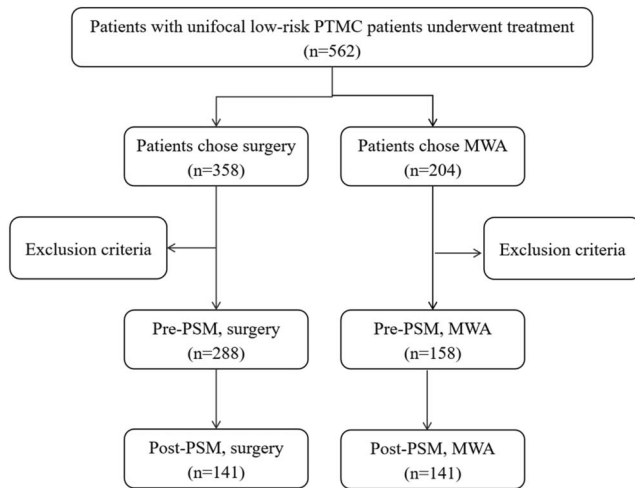 Patients with unifocal low-risk PTMC patients underwent treatment
(n=562)
Patients chose surgery
(n=358)
Patients chose MWA
(n=204)
Exclusion criteria
Exclusion criteria
Pre-PSM, surgery
(n=288)
Pre-PSM, MWA
(n=158)
Post-PSM, surgery
(n=141)
Post-PSM, MWA
(n=141)